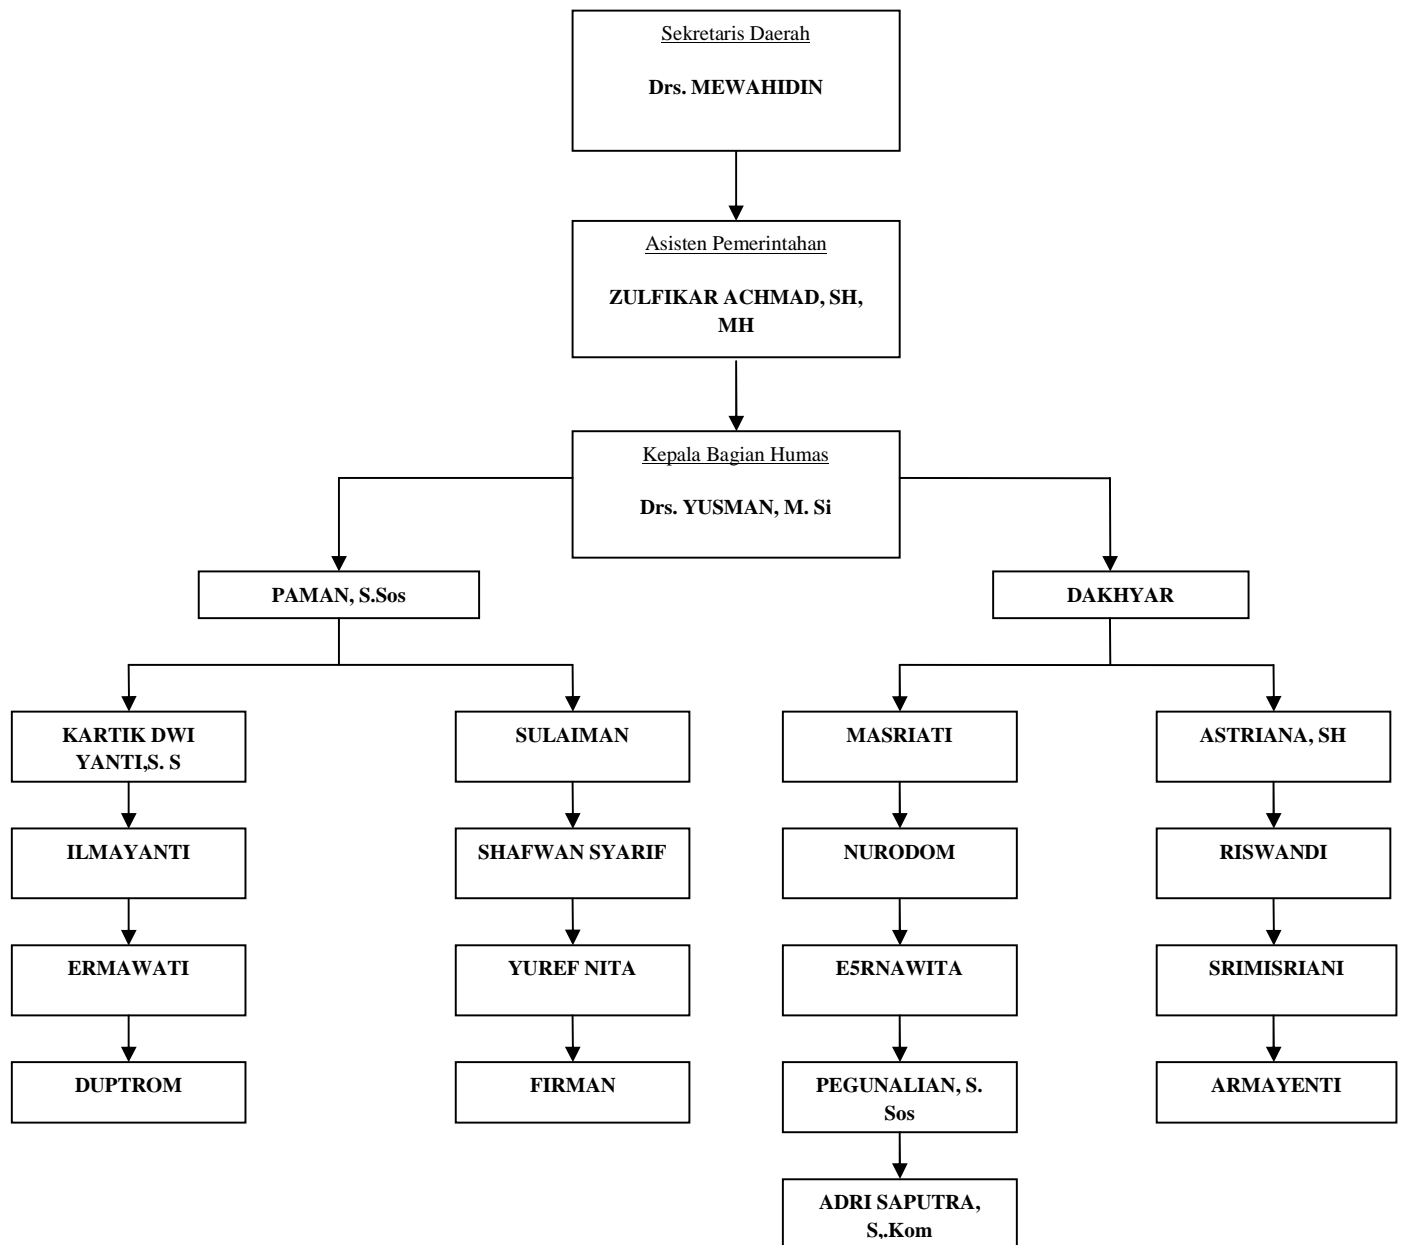 Sekretaris Daerah
Drs. MEWAHIDIN
Asisten Pemerintahan
ZULFIKAR ACHMAD, SH,
MH
Kepala Bagian Humas
Drs. YUSMAN, M. Si
PAMAN, S.Sos
DAKHYAR
KARTIK DWI
YANTI,S. S
SULAIMAN
MASRIATI
ASTRIANA, SH
ILMAYANTI
SHAFWAN SYARIF
NURODOM
RISWANDI
ERMAWATI
YUREF NITA
E5RNAWITA
SRIMISRIANI
DUPTROM
FIRMAN
PEGUNALIAN, S.
Sos
ARMAYENTI
ADRI SAPUTRA,
S,.Kom